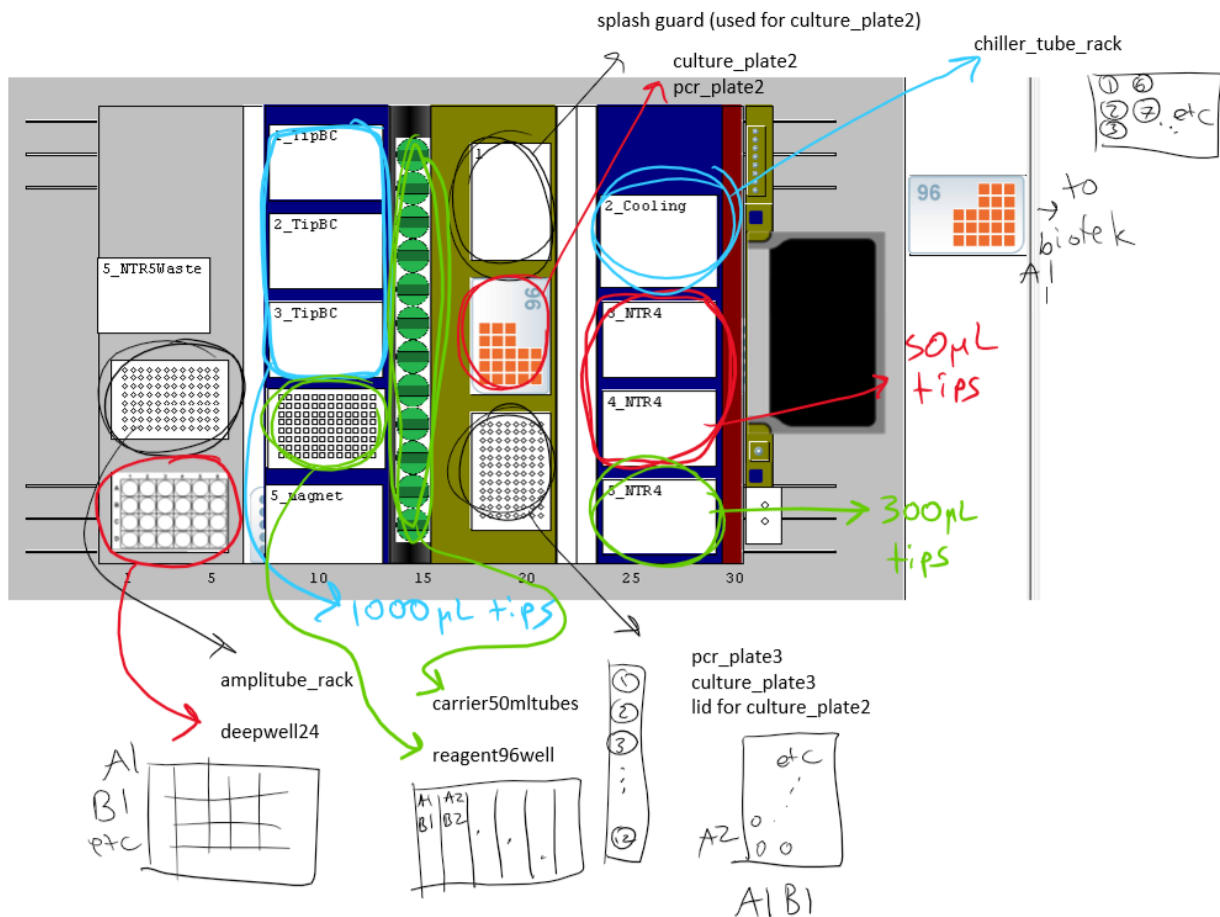 splash guard (used for culture_plate2)
culture_plate2
pcr_plate2
chiller_tube_rack
1 6
2 7 ... etc
3
1_TipBC
1
2_Cooling
96
→ to
biotek
A1
1
2_TipBC
5_NTR5Waste
96
3_TipBC
3_NTR4
50µL
tips
4_NTR4
5_magnet
5_NTR4
300µL
tips
1 5 10 15 20 25 30
1000µL tips
amplitube_rack
deepwell24
A1
B1
etc
carrier50mltubes
reagent96well
A1 A2
B1 B2
1
2
3
12
pcr_plate3
culture_plate3
lid for culture_plate2
etc
A2
A1 B1